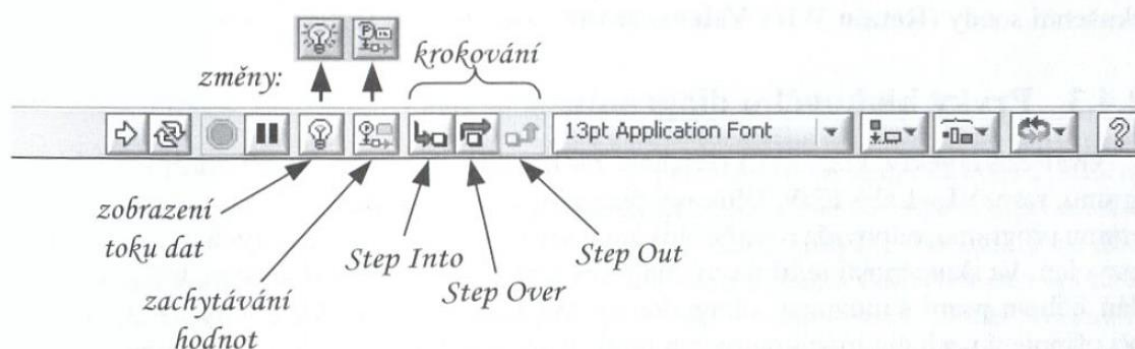 změny:
krokování
13pt Application Font
zobrazení
toku dat
Step Into
Step Over
Step Out
zachytávání
hodnot